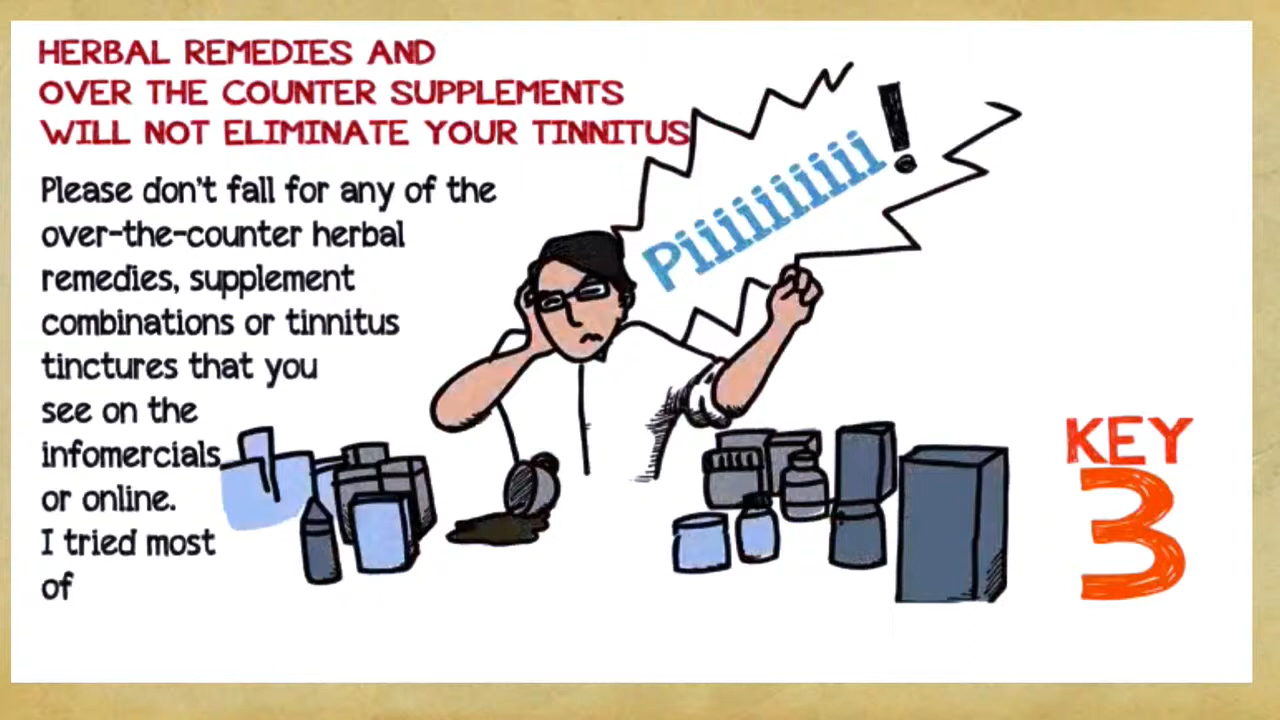 HERBAL REMEDIES AND
OVER THE COUNTER SUPPLEMENTS
WILL NOT ELIMINATE YOUR TINNITUS
Please don't fall for any of the
over-the-counter herbal
remedies, supplement
combinations or tinnitus
tinctures that you
see on the
infomercials
or online.
I tried most
of
Piiiiiiiiii!
KEY
3